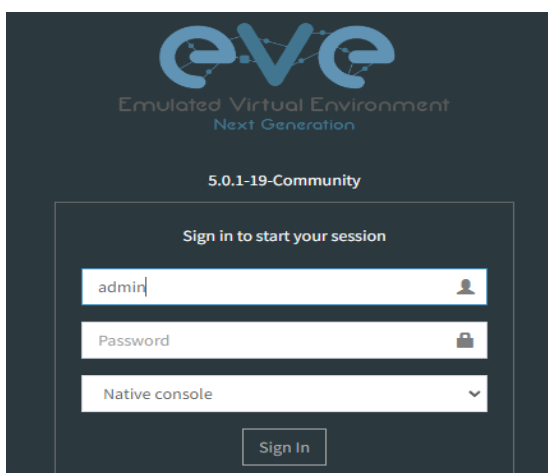 eve
Emulated Virtual Environment
Next Generation
5.0.1-19-Community
Sign in to start your session
admin
Password
Native console
Sign In